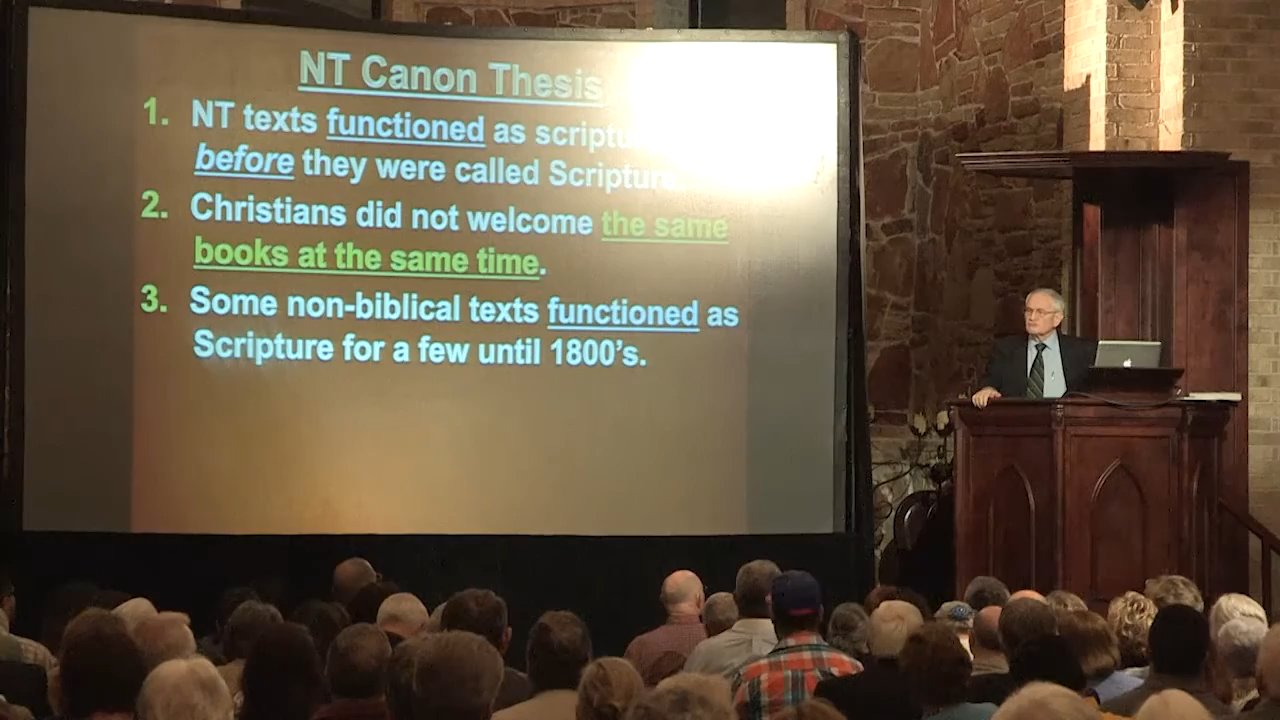 NT Canon Thesis
1. NT texts functioned as scriptu
before they were called Scripture
2. Christians did not welcome the same
books at the same time.
3. Some non-biblical texts functioned as
Scripture for a few until 1800's.